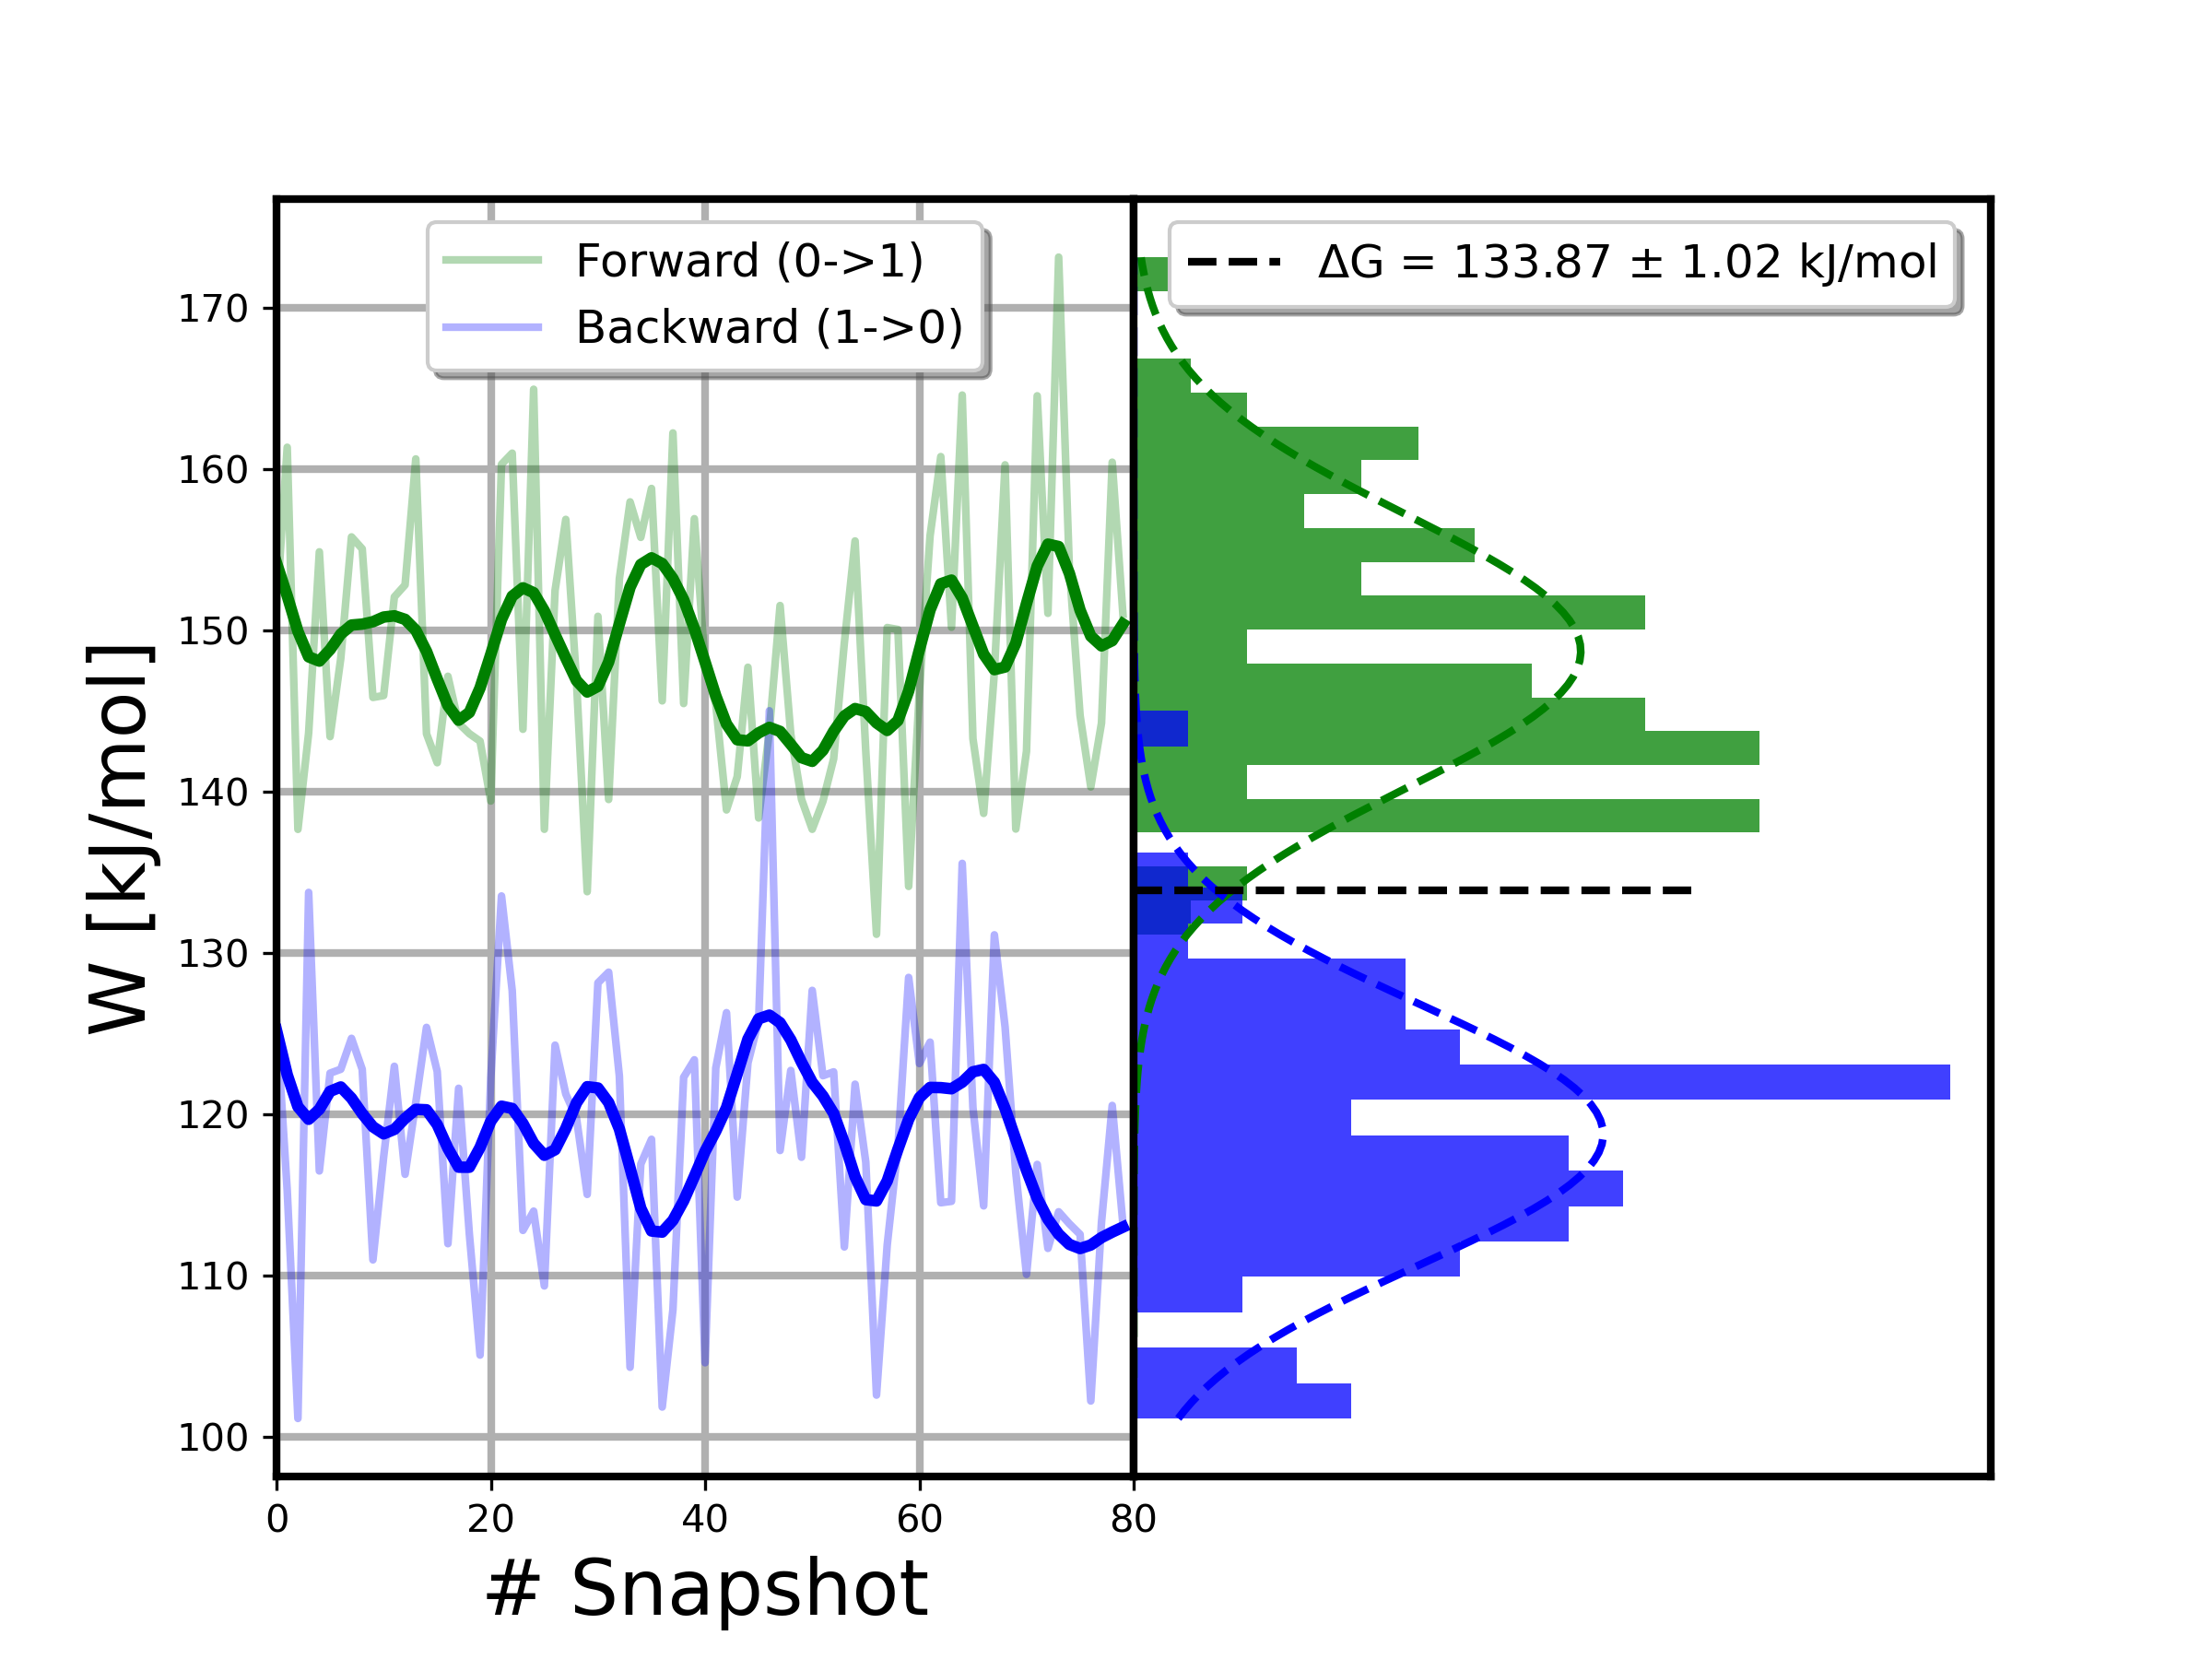 Forward (0->1)
Backward (1->0)
ΔG = 133.87 ± 1.02 kJ/mol
W [kJ/mol]
170
160
150
140
130
120
110
100
0 20 40 60 80
# Snapshot